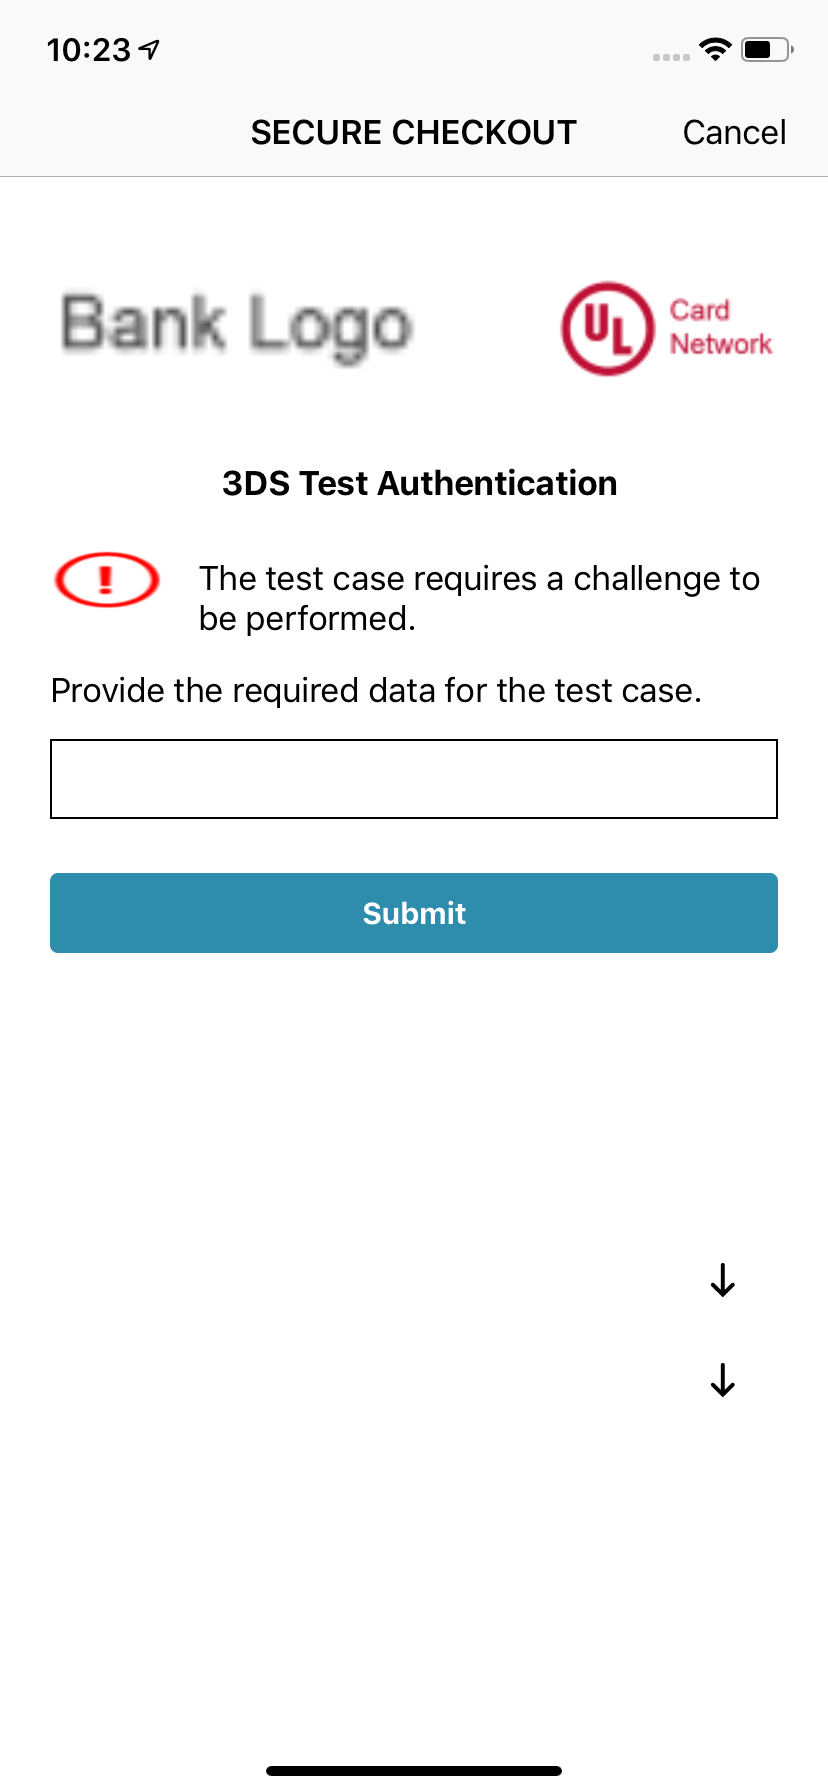 10:23
SECURE CHECKOUT
Cancel
Bank Logo
UL
Card
Network
3DS Test Authentication
!
The test case requires a challenge to
be performed.
Provide the required data for the test case.
Submit